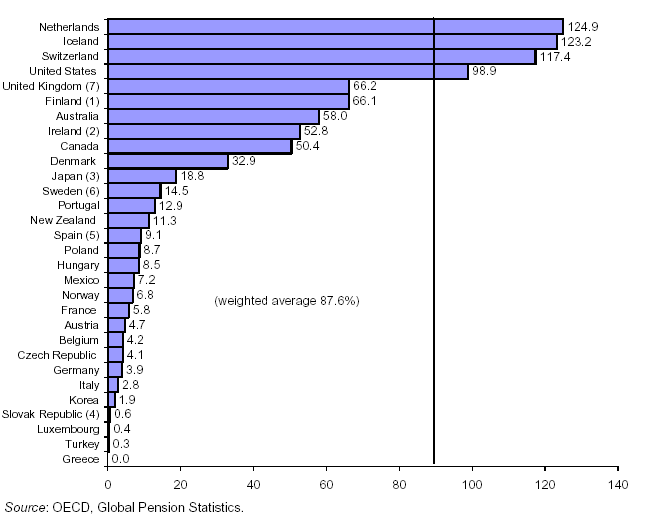 Netherlands 124.9
Iceland 123.2
Switzerland 117.4
United States 98.9
United Kingdom (7) 66.2
Finland (1) 66.1
Australia 58.0
Ireland (2) 52.8
Canada 50.4
Denmark 32.9
Japan (3) 18.8
Sweden (6) 14.5
Portugal 12.9
New Zealand 11.3
Spain (5) 9.1
Poland 8.7
Hungary 8.5
Mexico 7.2
Norway 6.8 (weighted average 87.6%)
France 5.8
Austria 4.7
Belgium 4.2
Czech Republic 4.1
Germany 3.9
Italy 2.8
Korea 1.9
Slovak Republic (4) 0.6
Luxembourg 0.4
Turkey 0.3
Greece 0.0
0 20 40 60 80 100 120 140
Source: OECD, Global Pension Statistics.